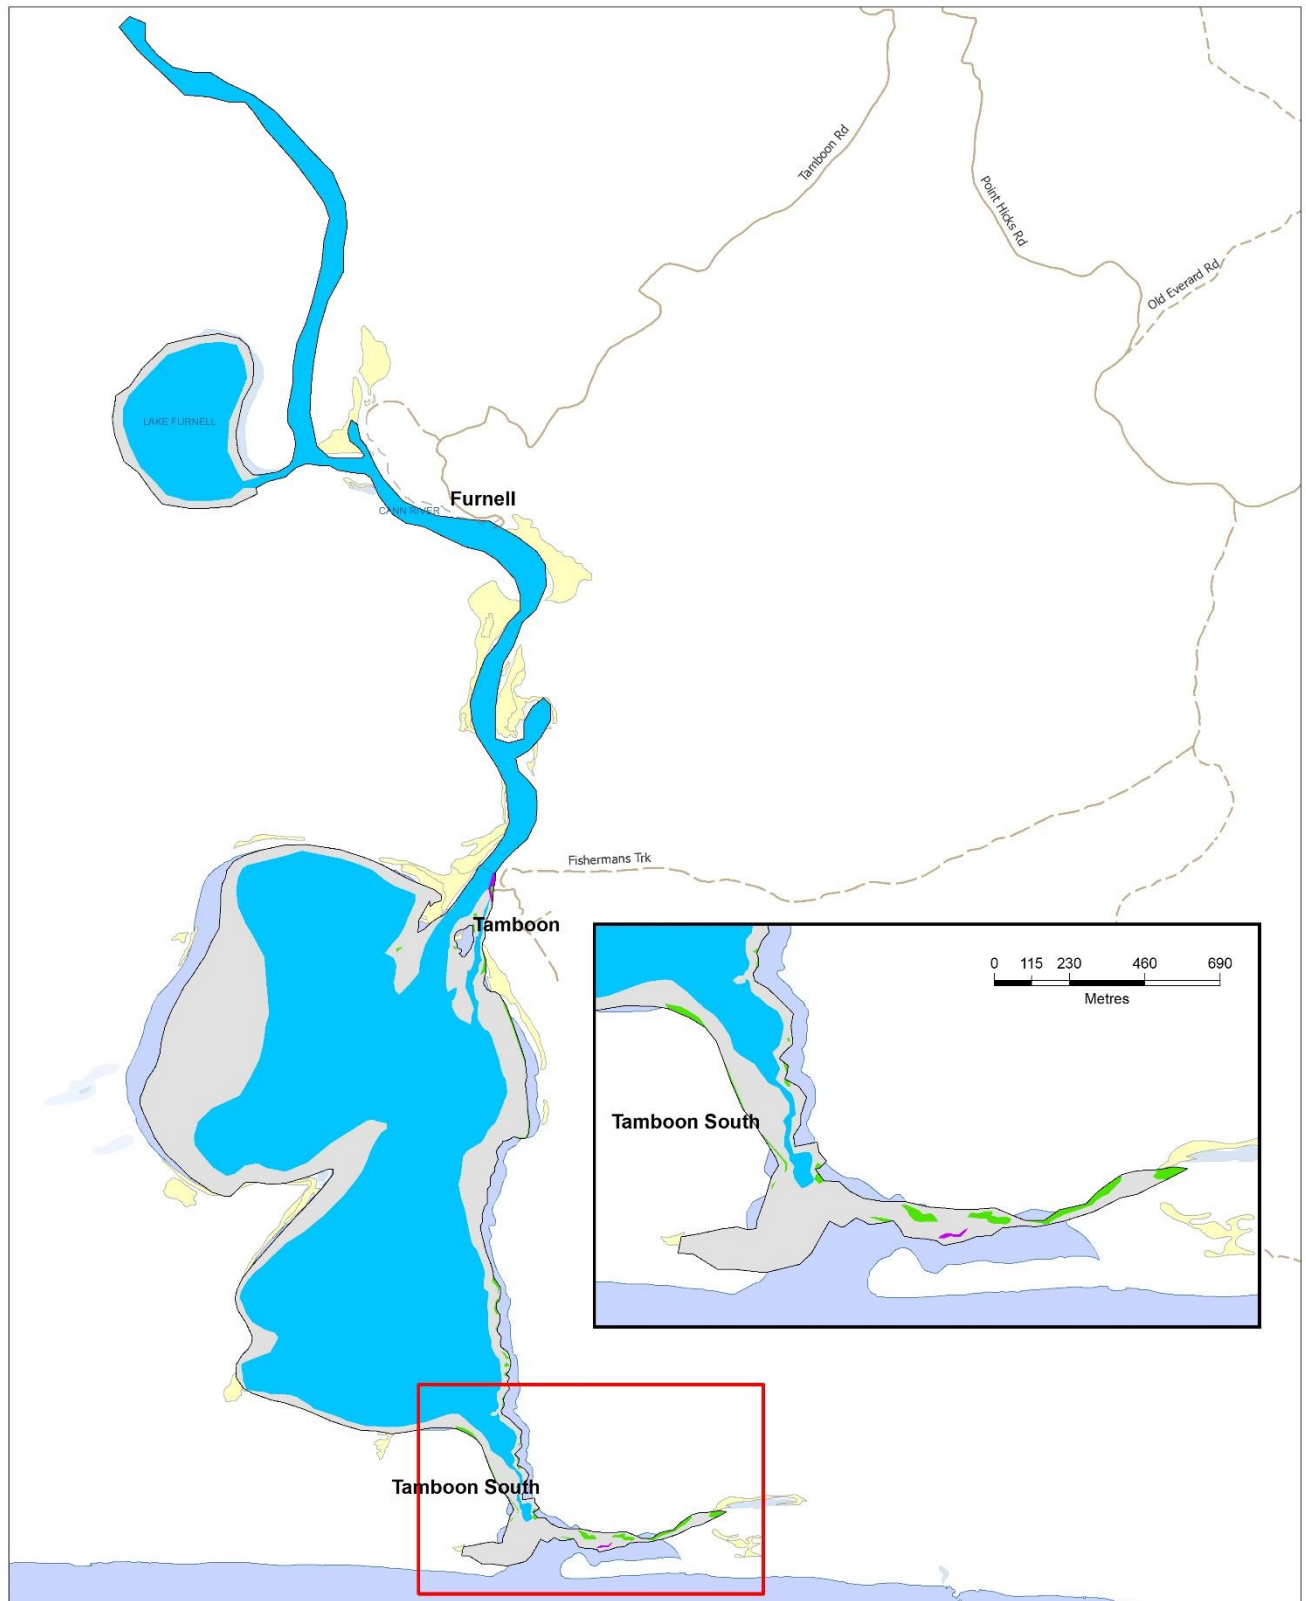 Tamboon Rd
Point Hicks Rd
Old Everard Rd
LAKE FURNELL
Furnell
CANN RIVER
Fishermans Trk
Tamboon
0 115 230 460 690
Metres
Tamboon South
Tamboon South